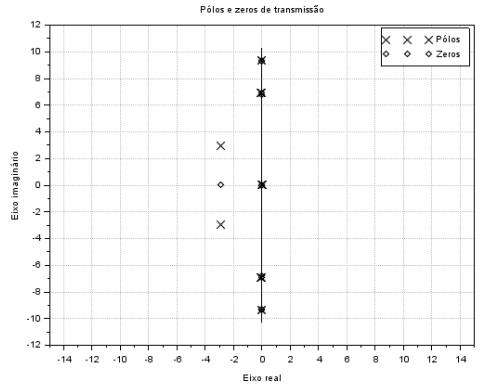 Pólos e zeros de transmissão
12
10
8
6
4
2
0
-2
-4
-6
-8
-10
-12
Eixo imaginário
Pólos
Zeros
-14 -12 -10 -8 -6 -4 -2 0 2 4 6 8 10 12 14
Eixo real